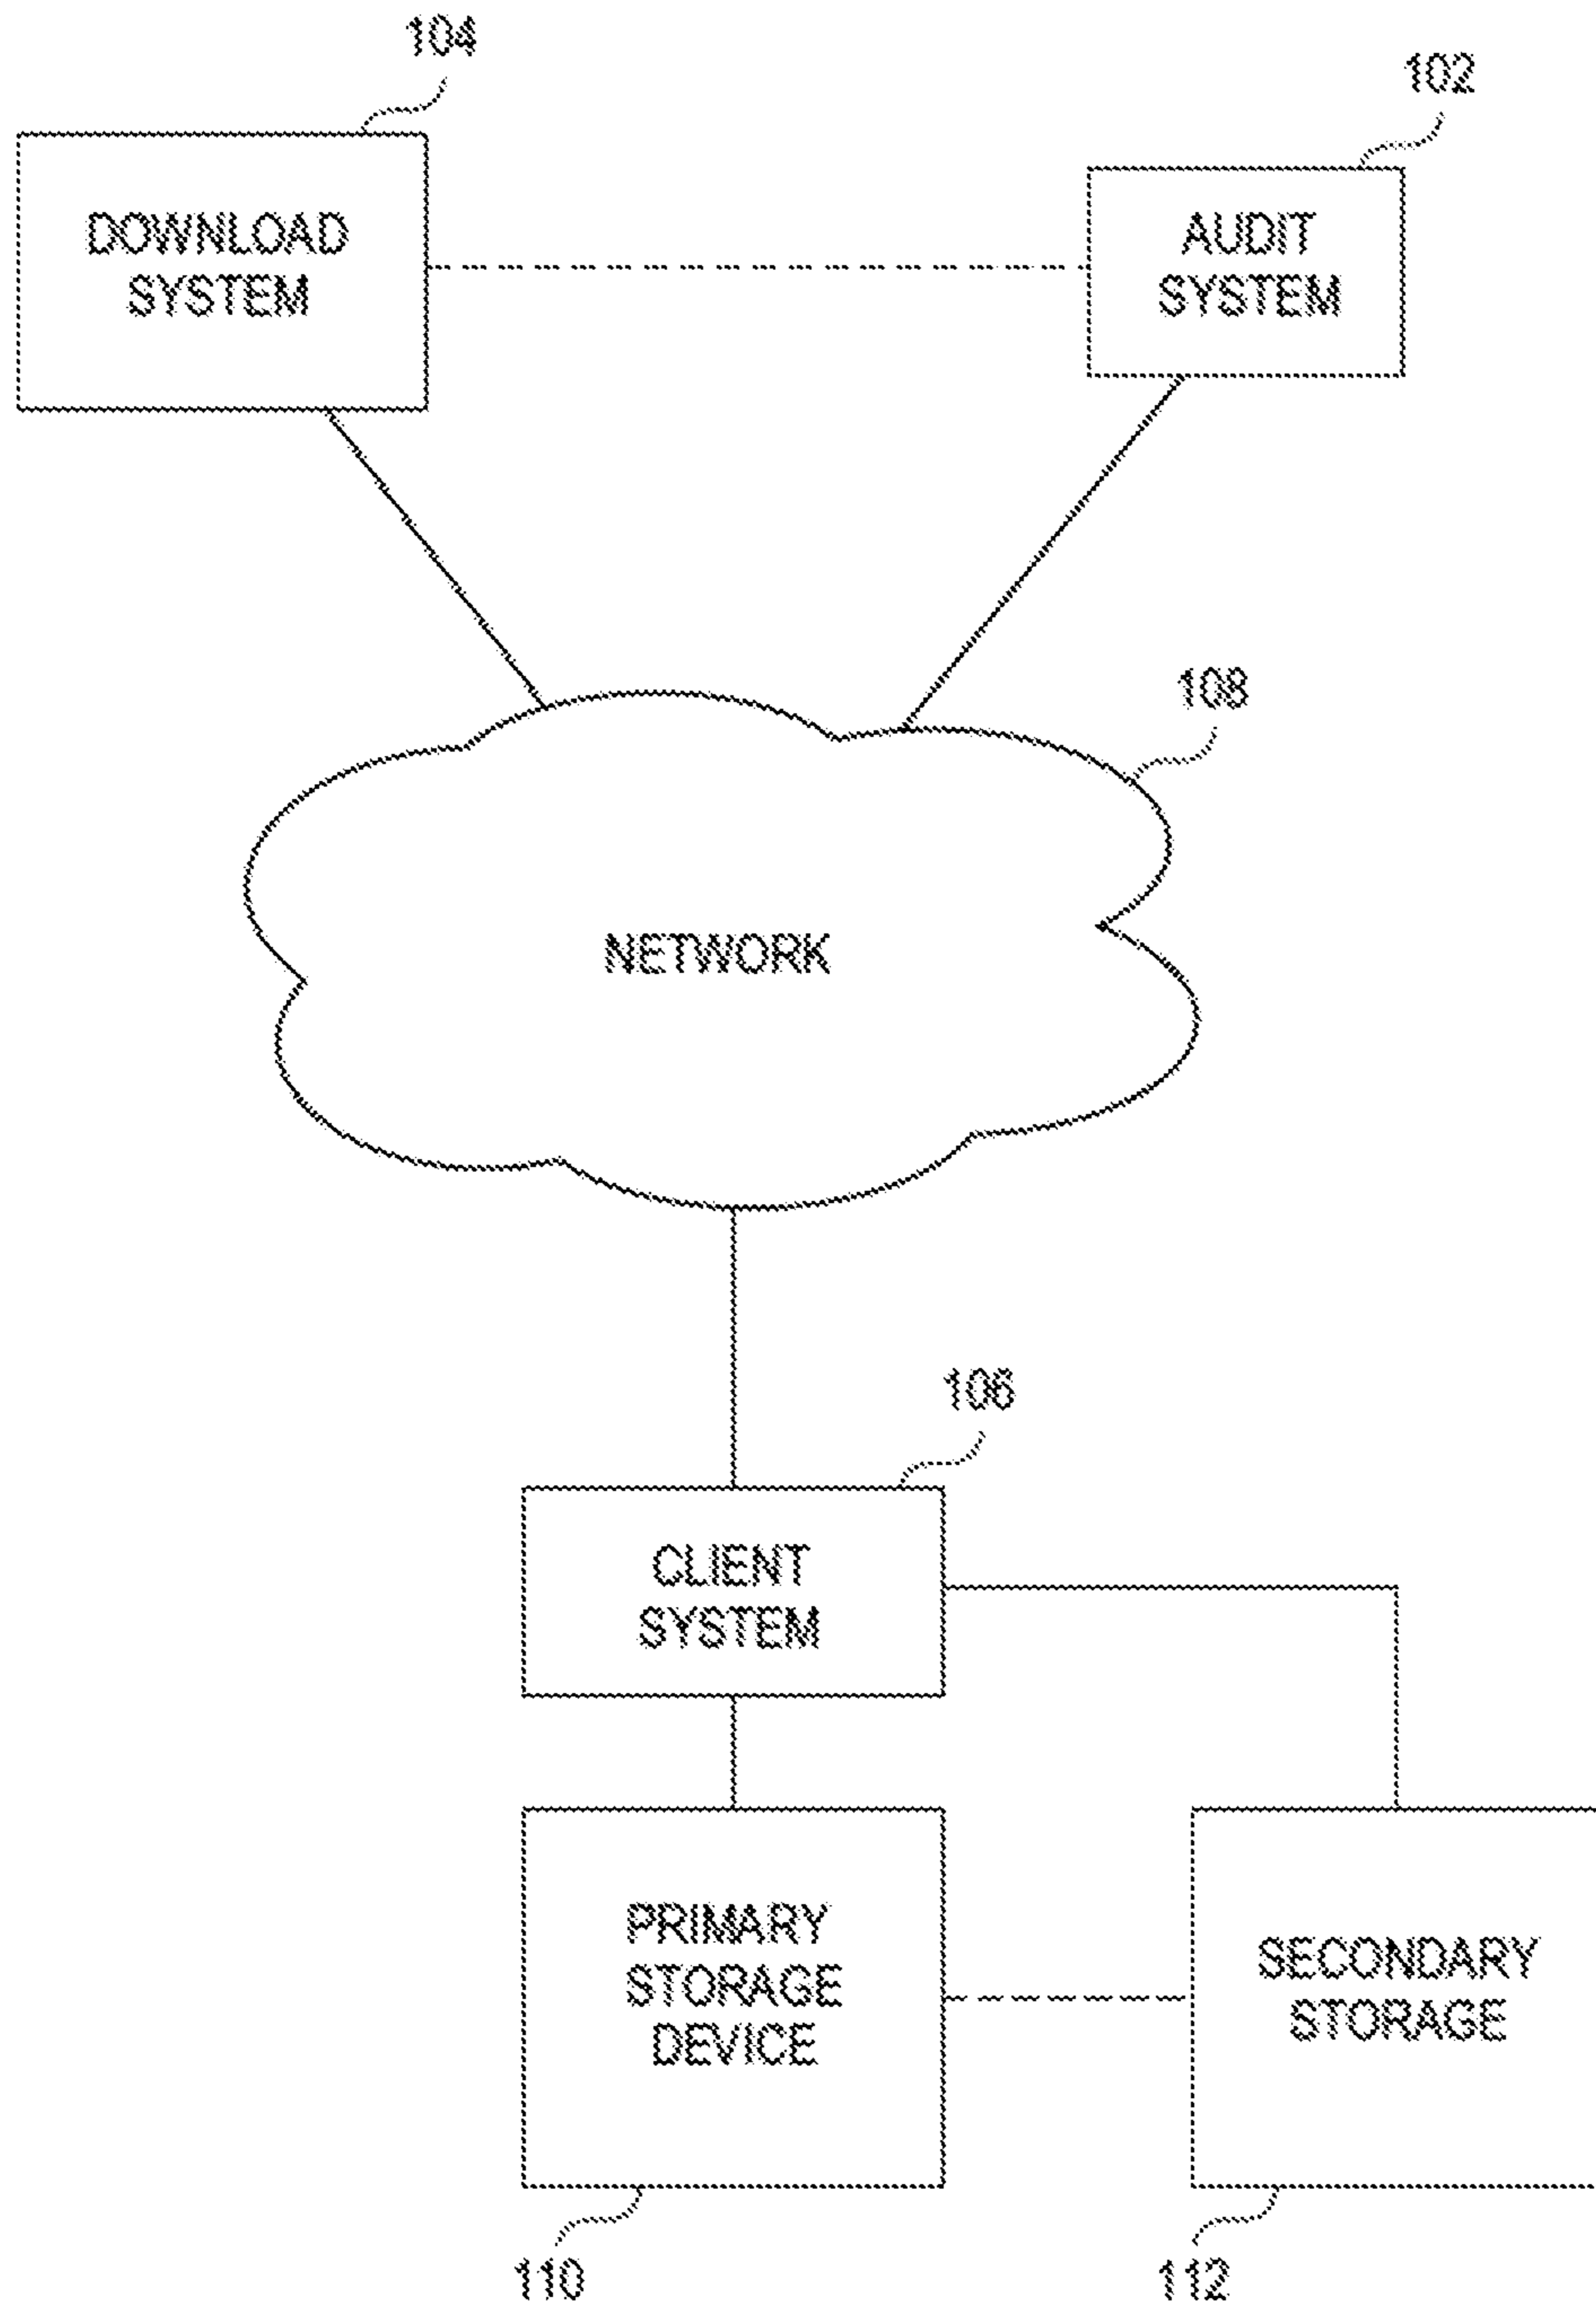 104
102
DOWNLOAD
SYSTEM
AUDIT
SYSTEM
108
NETWORK
106
CLIENT
SYSTEM
PRIMARY
STORAGE
DEVICE
SECONDARY
STORAGE
110
112